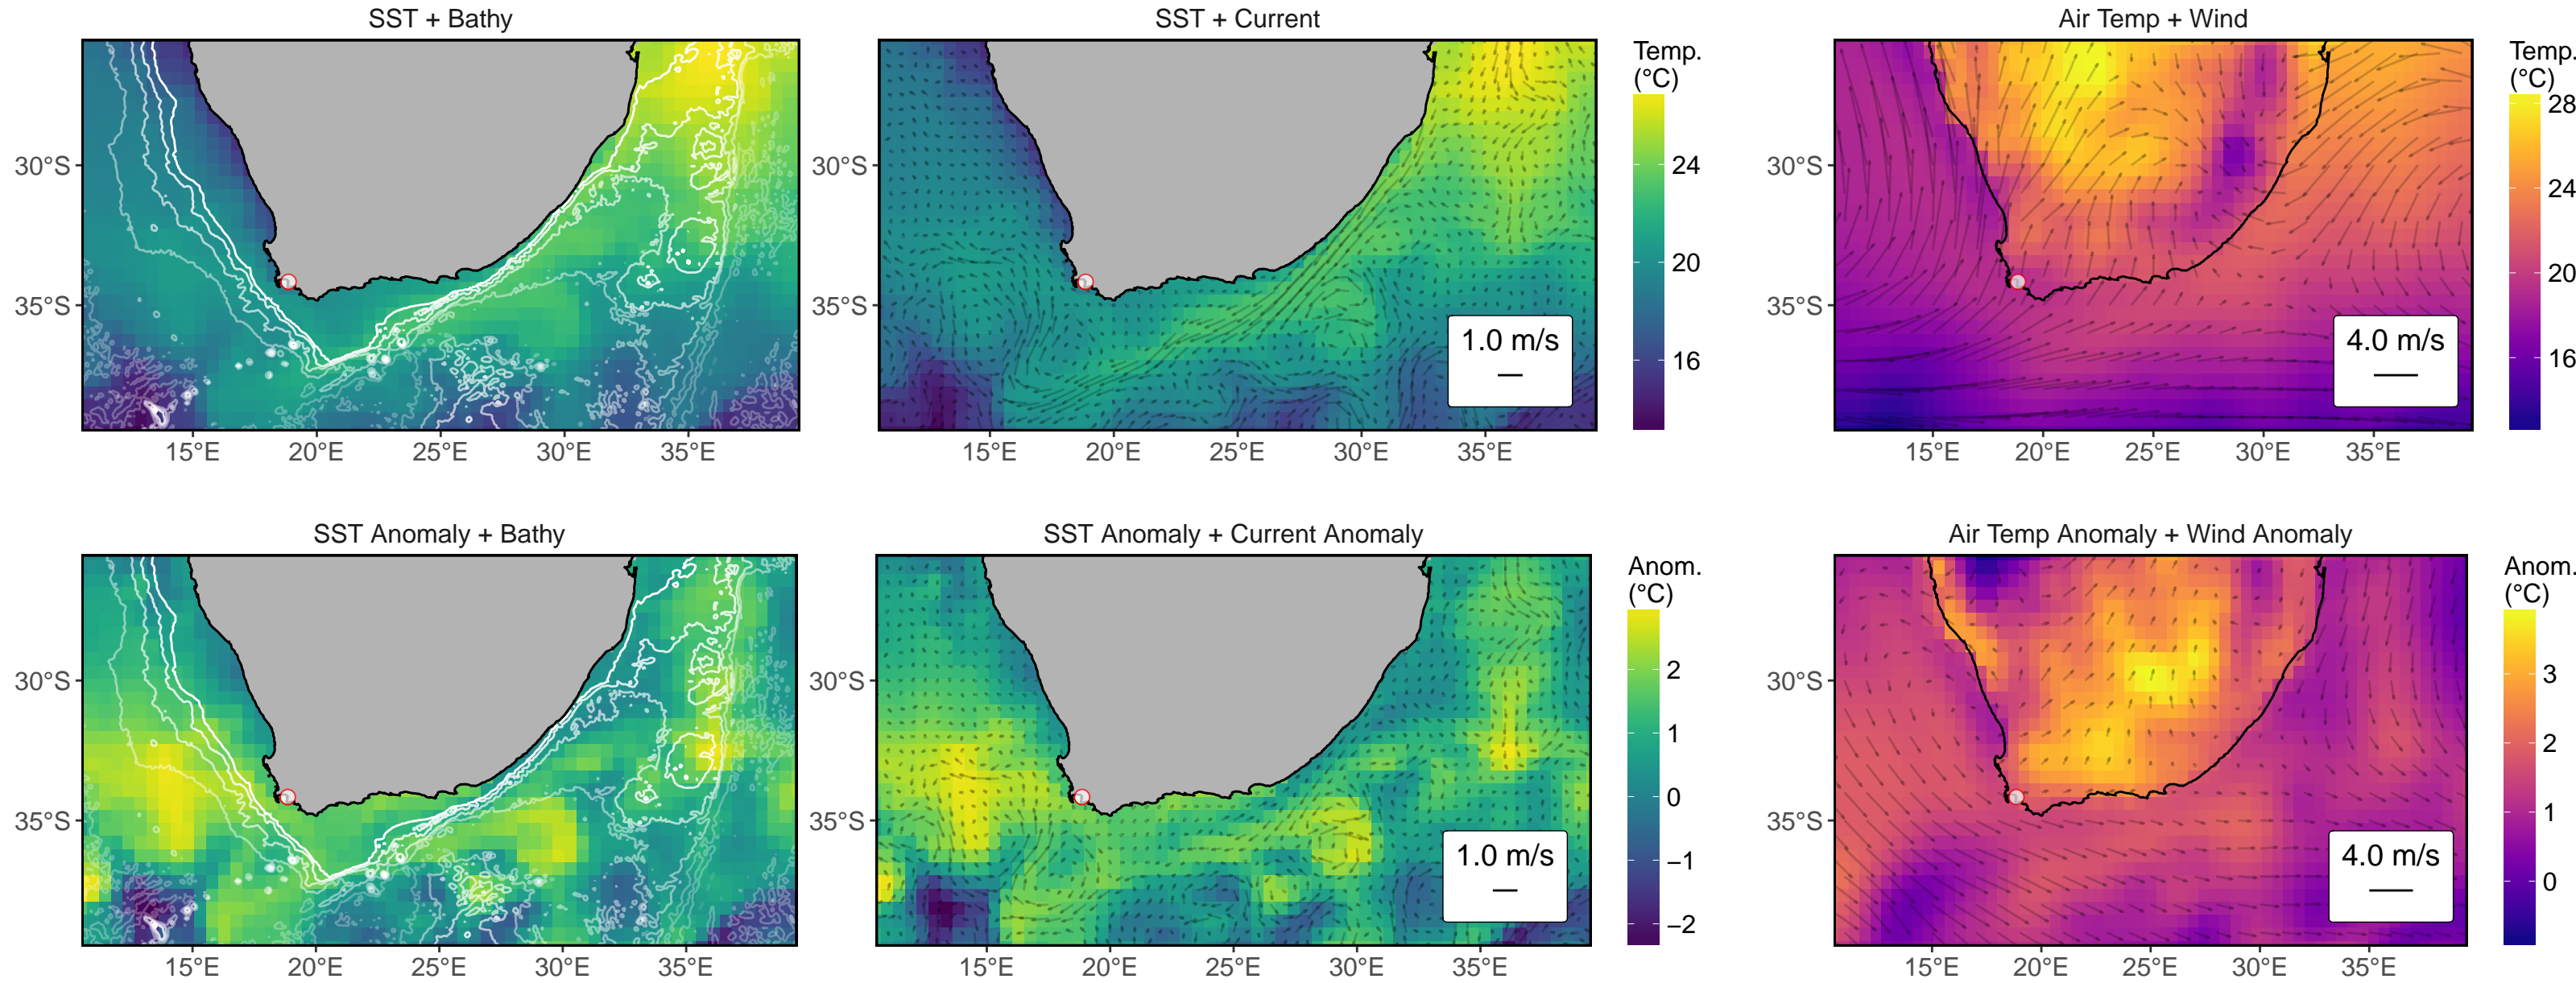 SST + Bathy
SST + Current
Air Temp + Wind
30°S
35°S
15°E
20°E
25°E
30°E
35°E
30°S
35°S
15°E
20°E
25°E
30°E
35°E
1.0 m/s
Temp.
(°C)
24
20
16
30°S
35°S
15°E
20°E
25°E
30°E
35°E
4.0 m/s
Temp.
(°C)
28
24
20
16
SST Anomaly + Bathy
SST Anomaly + Current Anomaly
Air Temp Anomaly + Wind Anomaly
30°S
35°S
15°E
20°E
25°E
30°E
35°E
30°S
35°S
15°E
20°E
25°E
30°E
35°E
1.0 m/s
Anom.
(°C)
2
1
0
−1
−2
30°S
35°S
15°E
20°E
25°E
30°E
35°E
4.0 m/s
Anom.
(°C)
3
2
1
0